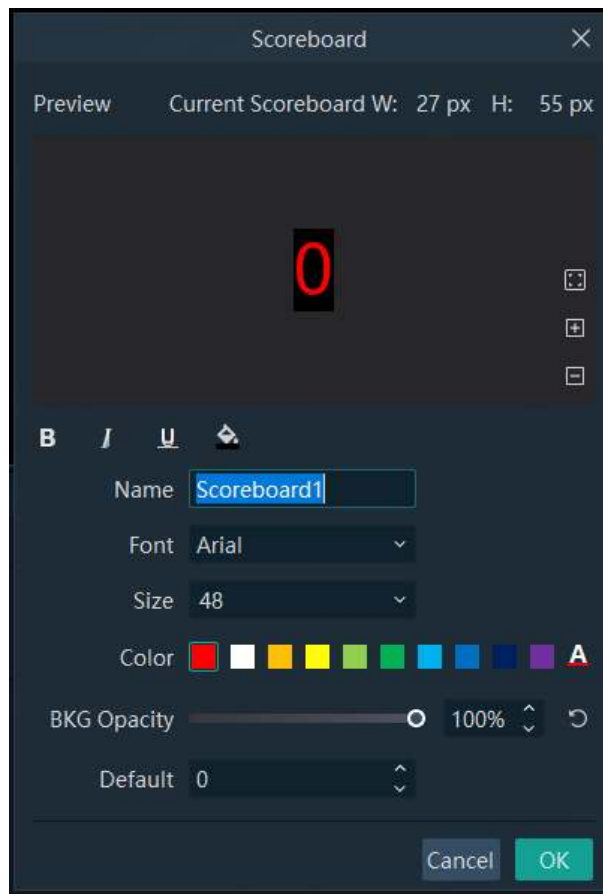 Scoreboard
Preview Current Scoreboard W: 27 px H: 55 px
0
B I U
Name Scoreboard1
Font Arial
Size 48
Color A
BKG Opacity 100%
Default 0
Cancel OK